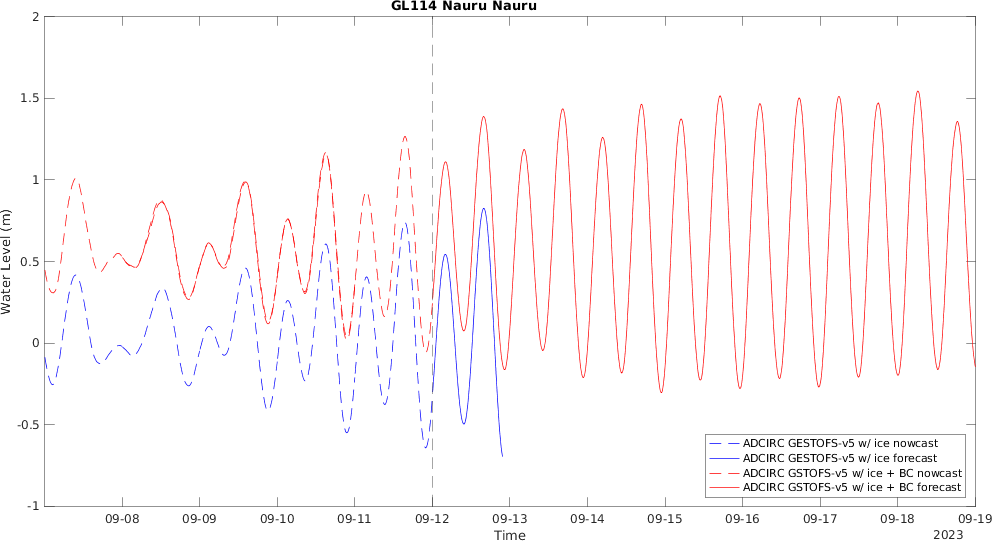 GL114 Nauru Nauru
2
1.5
1
0.5
0
-0.5
-1
Water Level (m)
ADCIRC GESTOFS-v5 w/ ice nowcast
ADCIRC GESTOFS-v5 w/ ice forecast
ADCIRC GSTOFS-v5 w/ ice + BC nowcast
ADCIRC GSTOFS-v5 w/ ice + BC forecast
09-08 09-09 09-10 09-11 09-12 09-13 09-14 09-15 09-16 09-17 09-18 09-19
Time
2023